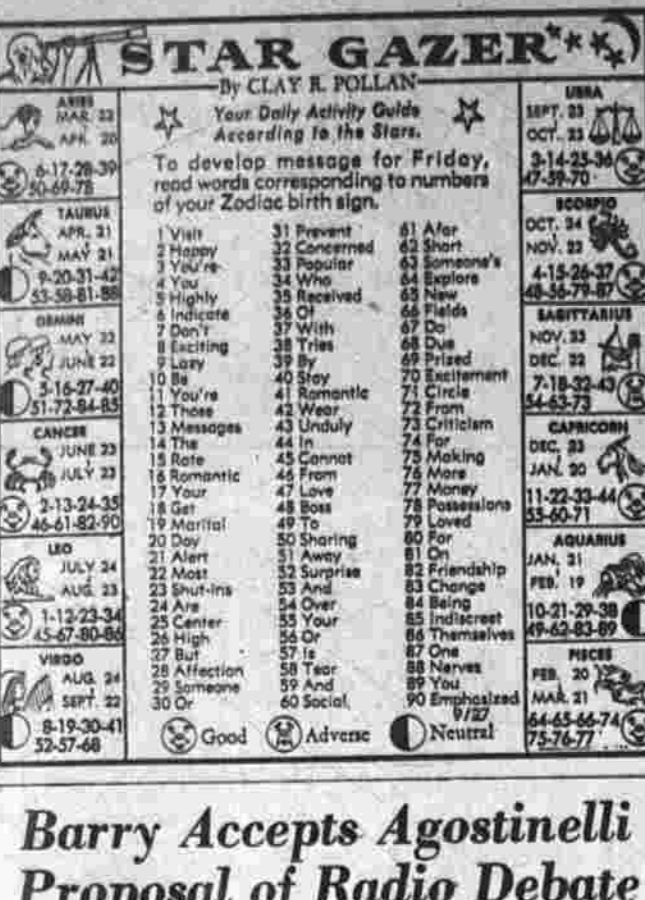 STAR GAZER
By CLAY R. POLLAN
ARIES
MAR. 22
APR. 20
6-17-28-39
50-69-78
TAURUS
APR. 21
MAY 21
9-20-31-42
53-58-81-88
GEMINI
MAY 22
JUNE 22
5-16-27-40
51-72-84-85
CANCER
JUNE 23
JULY 23
2-13-24-35
46-61-82-90
LEO
JULY 24
AUG. 23
1-12-23-34
45-67-80-86
VIRGO
AUG. 24
SEPT. 22
8-19-30-41
52-57-68
Your Daily Activity Guide
According to the Stars.
To develop message for Friday,
read words corresponding to numbers
of your Zodiac birth sign.
1 Visit
2 Happy
3 You're
4 You
5 Highly
6 Indicate
7 Don't
8 Exciting
9 Lazy
10 Be
11 You're
12 Those
13 Messages
14 The
15 Rate
16 Romantic
17 Your
18 Get
19 Marital
20 Day
21 Alert
22 Most
23 Shut-ins
24 Are
25 Center
26 High
27 But
28 Affection
29 Someone
30 Or
31 Prevent
32 Concerned
33 Popular
34 Who
35 Received
36 Of
37 With
38 Tries
39 By
40 Stay
41 Romantic
42 Wear
43 Unduly
44 In
45 Cannot
46 From
47 Love
48 Boss
49 To
50 Sharing
51 Away
52 Surprise
53 And
54 Over
55 Your
56 Or
57 Is
58 Tear
59 And
60 Social
61 Afar
62 Short
63 Someone's
64 Explore
65 New
66 Fields
67 Do
68 Due
69 Prized
70 Excitement
71 Circle
72 From
73 Criticism
74 For
75 Making
76 More
77 Money
78 Possessions
79 Loved
80 For
81 On
82 Friendship
83 Change
84 Being
85 Indiscreet
86 Themselves
87 One
88 Nerves
89 You
90 Emphasized
9/27
Good Adverse Neutral
LIBRA
SEPT. 23
OCT. 23
3-14-25-36
47-59-70
SCORPIO
OCT. 24
NOV. 22
4-15-26-37
48-56-79-87
SAGITTARIUS
NOV. 23
DEC. 22
7-18-32-43
54-63-73
CAPRICORN
DEC. 23
JAN. 20
11-22-33-44
55-60-71
AQUARIUS
JAN. 21
FEB. 19
10-21-29-38
49-62-83-89
PISCES
FEB. 20
MAR. 21
64-65-66-74
75-76-77
Barry Accepts Agostinelli
Proposal of Radio Debate